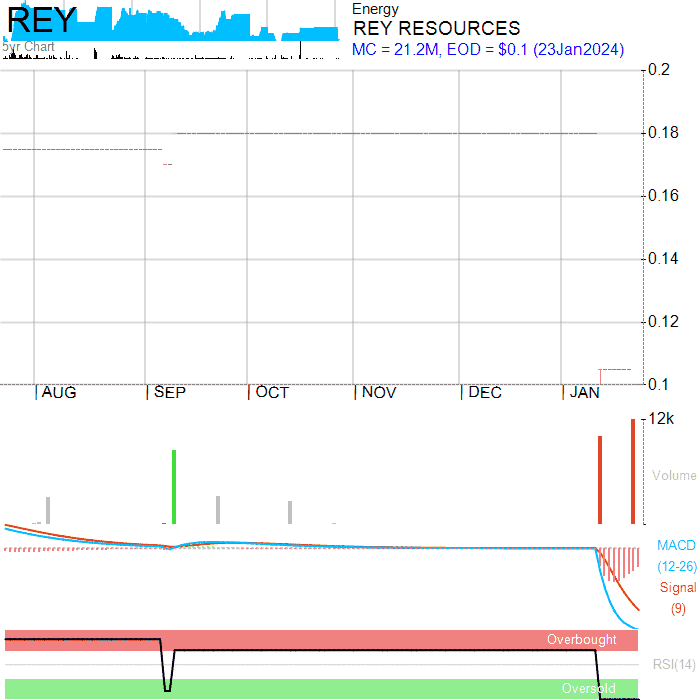 REY
5yr Chart
Energy
REY RESOURCES
MC = 21.2M, EOD = $0.1 (23Jan2024)
0.2
0.18
0.16
0.14
0.12
0.1
AUG SEP OCT NOV DEC JAN
12k
Volume
MACD
(12-26)
Signal
(9)
Overbought
RSI(14)
Oversold